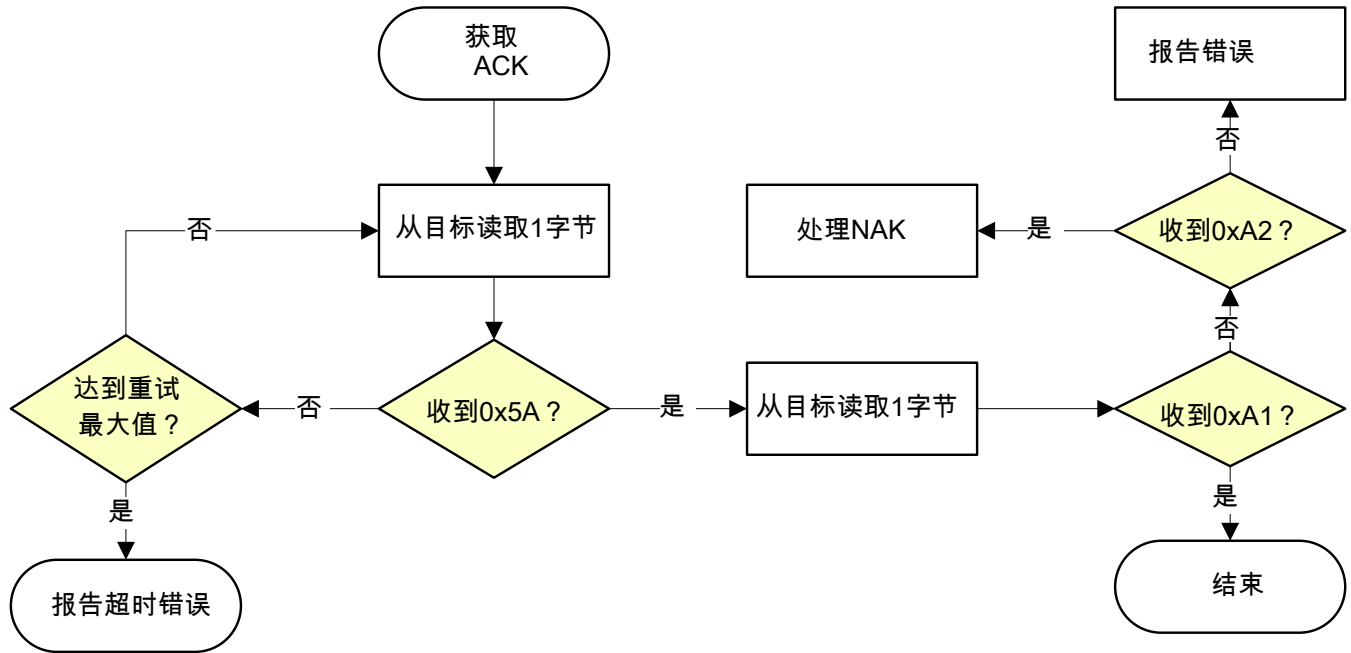 获取
ACK
报告错误
否
从目标读取1字节
处理NAK
是
收到0xA2？
否
否
达到重试
最大值？
否
收到0x5A？
是
从目标读取1字节
收到0xA1？
是
是
报告超时错误
结束